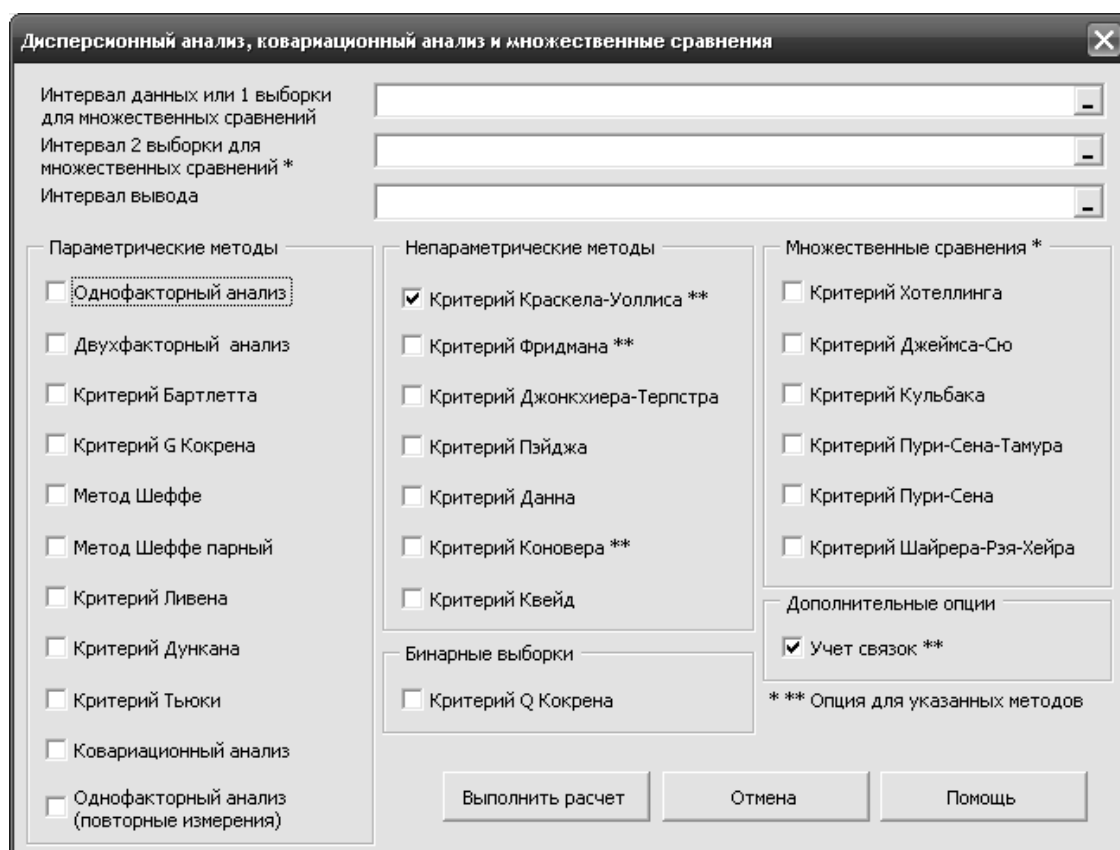 Дисперсионный анализ, ковариационный анализ и множественные сравнения
Интервал данных или 1 выборки
для множественных сравнений
Интервал 2 выборки для
множественных сравнений *
Интервал вывода
Параметрические методы
Однофакторный анализ
Двухфакторный анализ
Критерий Бартлетта
Критерий G Кокрена
Метод Шеффе
Метод Шеффе парный
Критерий Ливена
Критерий Дункана
Критерий Тьюки
Ковариационный анализ
Однофакторный анализ
(повторные измерения)
Непараметрические методы
Критерий Краскела-Уоллиса **
Критерий Фридмана **
Критерий Джонкхиера-Терпстра
Критерий Пэйджа
Критерий Данна
Критерий Коновера **
Критерий Квейд
Бинарные выборки
Критерий Q Кокрена
Множественные сравнения *
Критерий Хотеллинга
Критерий Джеймса-Сю
Критерий Кульбака
Критерий Пури-Сена-Тамура
Критерий Пури-Сена
Критерий Шайрера-Рэя-Хейра
Дополнительные опции
Учет связок **
* ** Опция для указанных методов
Выполнить расчет
Отмена
Помощь